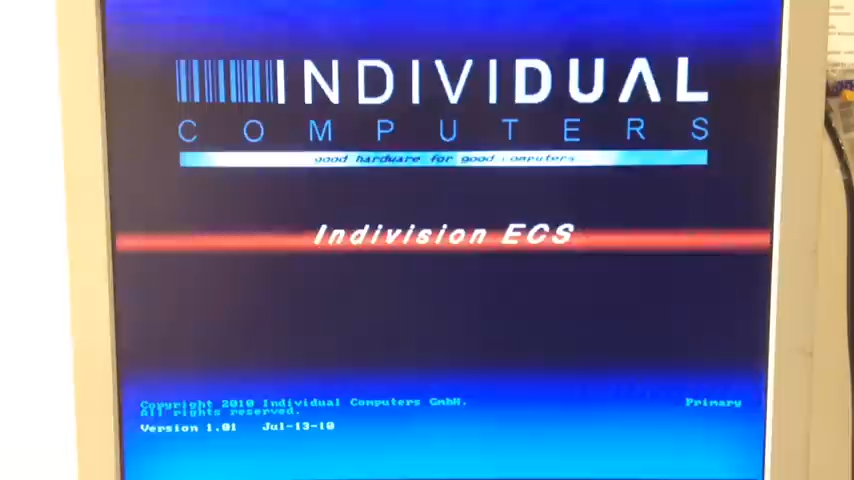 INDIVIDUAL
COMPUTERS
good hardware for good computers
Indivision ECS
Copyright 2010 Individual Computers GmbH.
All rights reserved.
Primary
Version 1.01 Jul-13-10